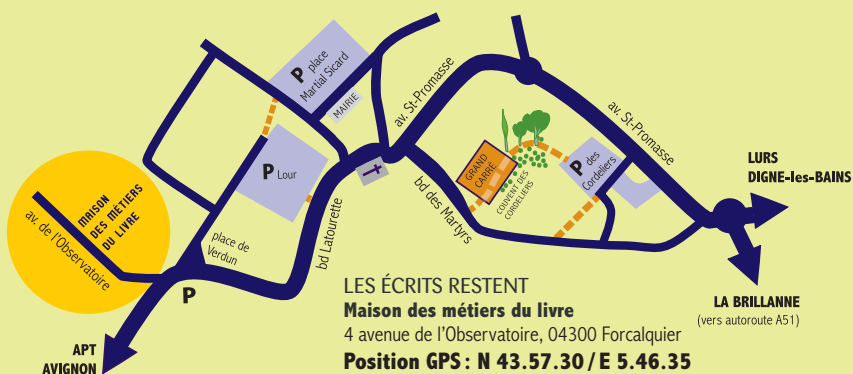 P place
Martial Sicard
MAIRIE
av. St-Promasse
av. St-Promasse
P Lour
GRAND
CARRÉ
COUVENT DES
CORDELIERS
P des
Cordeliers
LURS
DIGNE-les-BAINS
MAISON
DES MÉTIERS
DU LIVRE
av. de l'Observatoire
place de
Verdun
P
bd Latourette
bd des Martyrs
LA BRILLANNE
(vers autoroute A51)
APT
AVIGNON
LES ÉCRITS RESTENT
Maison des métiers du livre
4 avenue de l'Observatoire, 04300 Forcalquier
Position GPS : N 43.57.30 / E 5.46.35